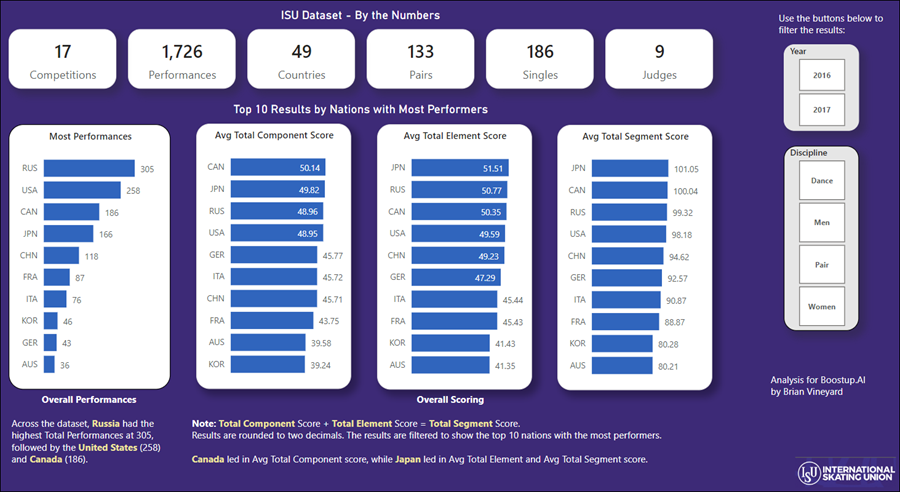 ISU Dataset - By the Numbers
17
Competitions
1,726
Performances
49
Countries
133
Pairs
186
Singles
9
Judges
Use the buttons below to
filter the results:
Year
2016
2017
Discipline
Dance
Men
Pair
Women
Top 10 Results by Nations with Most Performers
Most Performances
RUS 305
USA 258
CAN 186
JPN 166
CHN 118
FRA 87
ITA 76
KOR 46
GER 43
AUS 36
Avg Total Component Score
CAN 50.14
JPN 49.82
RUS 48.96
USA 48.95
GER 45.77
ITA 45.72
CHN 45.71
FRA 43.75
AUS 39.58
KOR 39.24
Avg Total Element Score
JPN 51.51
RUS 50.77
CAN 50.35
USA 49.59
CHN 49.23
GER 47.29
ITA 45.44
FRA 45.43
KOR 41.43
AUS 41.35
Avg Total Segment Score
JPN 101.05
CAN 100.04
RUS 99.32
USA 98.18
CHN 94.62
GER 92.57
ITA 90.87
FRA 88.87
KOR 80.28
AUS 80.21
Overall Performances
Across the dataset, Russia had the
highest Total Performances at 305,
followed by the United States (258)
and Canada (186).
Overall Scoring
Note: Total Component Score + Total Element Score = Total Segment Score.
Results are rounded to two decimals. The results are filtered to show the top 10 nations with the most performers.
Canada led in Avg Total Component score, while Japan led in Avg Total Element and Avg Total Segment score.
Analysis for Boostup.AI
by Brian Vineyard
ISU INTERNATIONAL
SKATING UNION